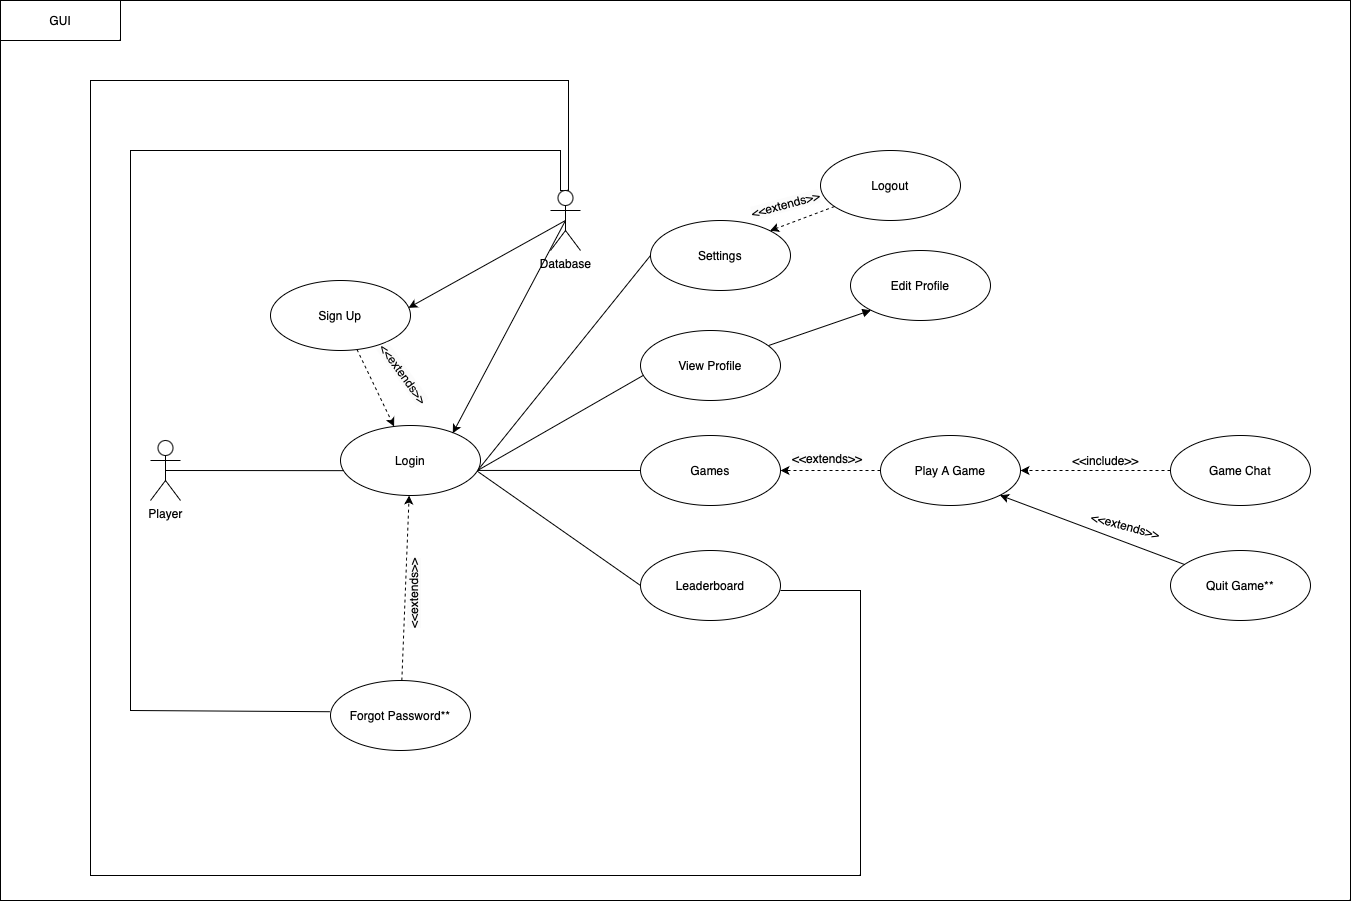 GUI
Logout
<<extends>>
Settings
Database
Edit Profile
Sign Up
View Profile
<<extends>>
Login
Games
<<extends>>
Play A Game
<<include>>
Game Chat
Player
<<extends>>
<<extends>>
Leaderboard
Quit Game**
Forgot Password**